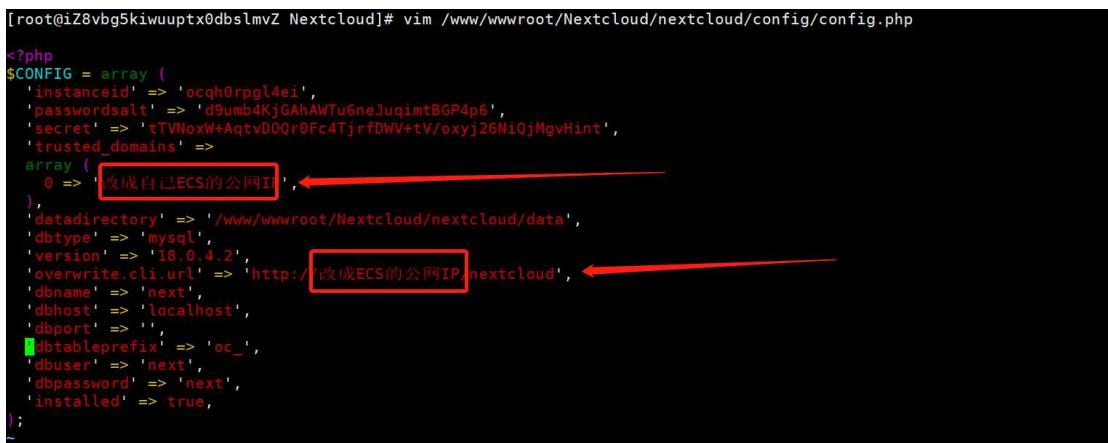 [root@iZ8vbg5kiwuuptx0dbslmvZ Nextcloud]# vim /www/wwwroot/Nextcloud/nextcloud/config/config.php
<?php
$CONFIG = array (
'instanceid' => 'ocqh0rpgl4ei',
'passwordsalt' => 'd9umb4KjGAhAWTu6neJuqimtBGP4p6',
'secret' => 'tTVNoxW+AqtvDOQr0Fc4TjrfDWV+tV/oxyj26NiQjMgvHint',
'trusted_domains' =>
array (
0 => '改成自己ECS的公网IP',
),
'datadirectory' => '/www/wwwroot/Nextcloud/nextcloud/data',
'dbtype' => 'mysql',
'version' => '18.0.4.2',
'overwrite.cli.url' => 'http://改成ECS的公网IP/nextcloud',
'dbname' => 'next',
'dbhost' => 'localhost',
'dbport' => '',
'dbtableprefix' => 'oc_',
'dbuser' => 'next',
'dbpassword' => 'next',
'installed' => true,
);
~